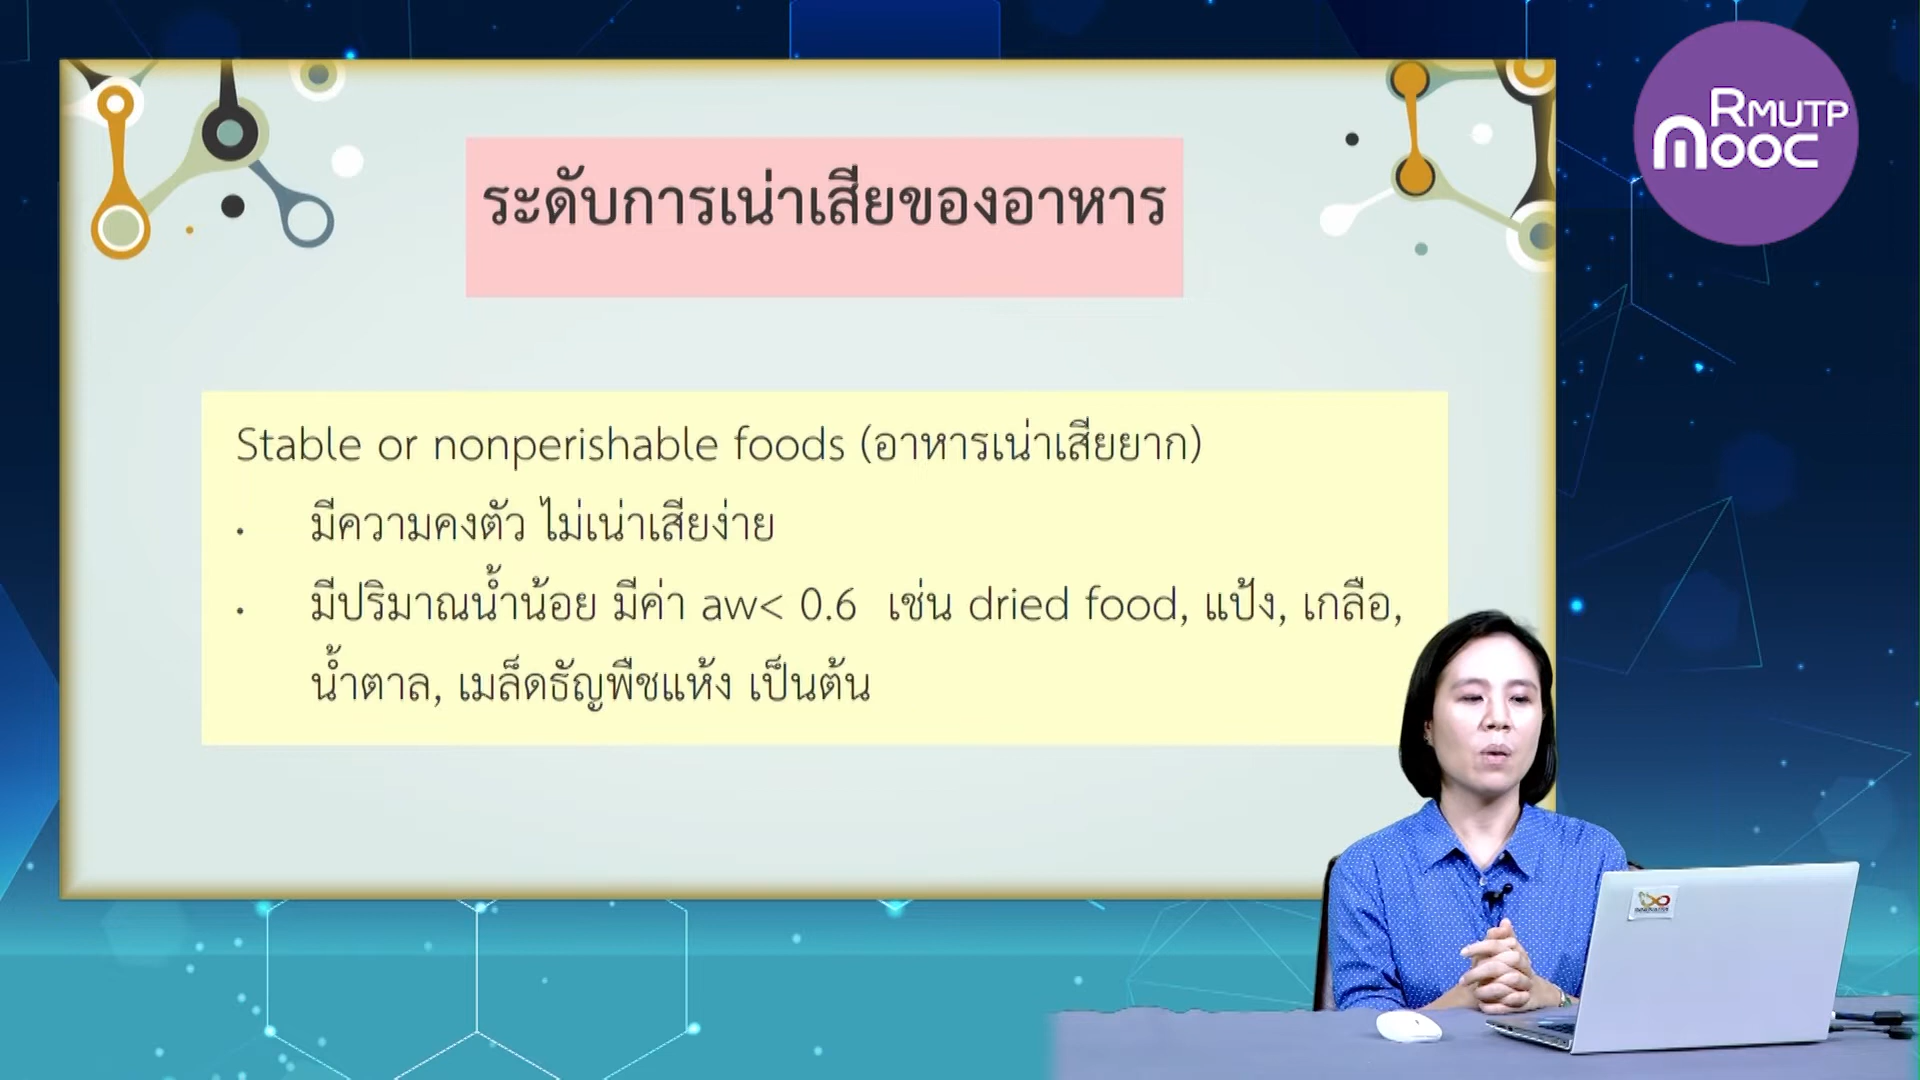 RMUTP
MOOC
ระดับการเน่าเสียของอาหาร
Stable or nonperishable foods (อาหารเน่าเสียยาก)
• มีความคงตัว ไม่เน่าเสียง่าย
• มีปริมาณน้ำน้อย มีค่า aw< 0.6 เช่น dried food, แป้ง, เกลือ,
น้ำตาล, เมล็ดธัญพืชแห้ง เป็นต้น